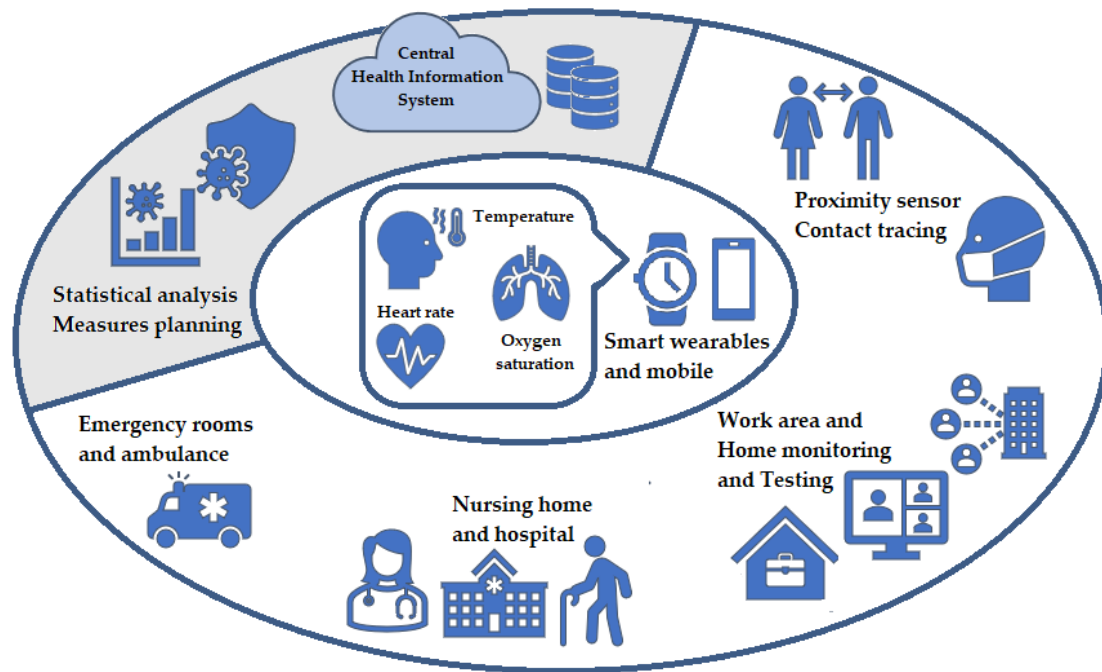 Central
Health Information
System
Proximity sensor
Contact tracing
Temperature
Statistical analysis
Measures planning
Heart rate
Oxygen
saturation
Smart wearables
and mobile
Emergency rooms
and ambulance
Work area and
Home monitoring
and Testing
Nursing home
and hospital